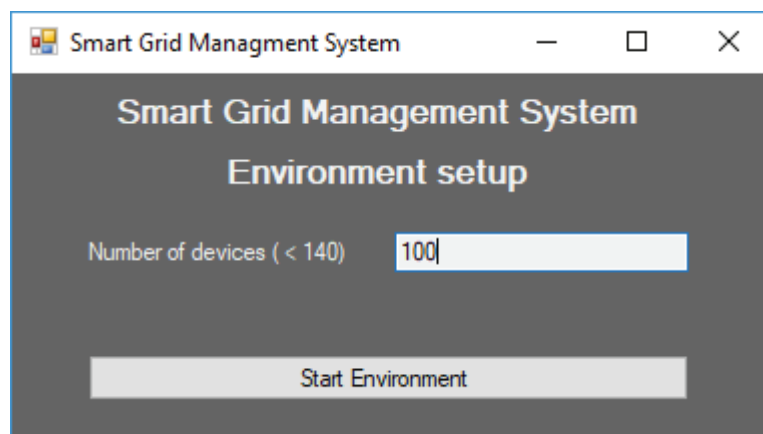 Smart Grid Managment System
Smart Grid Management System
Environment setup
Number of devices ( < 140) 100
Start Environment